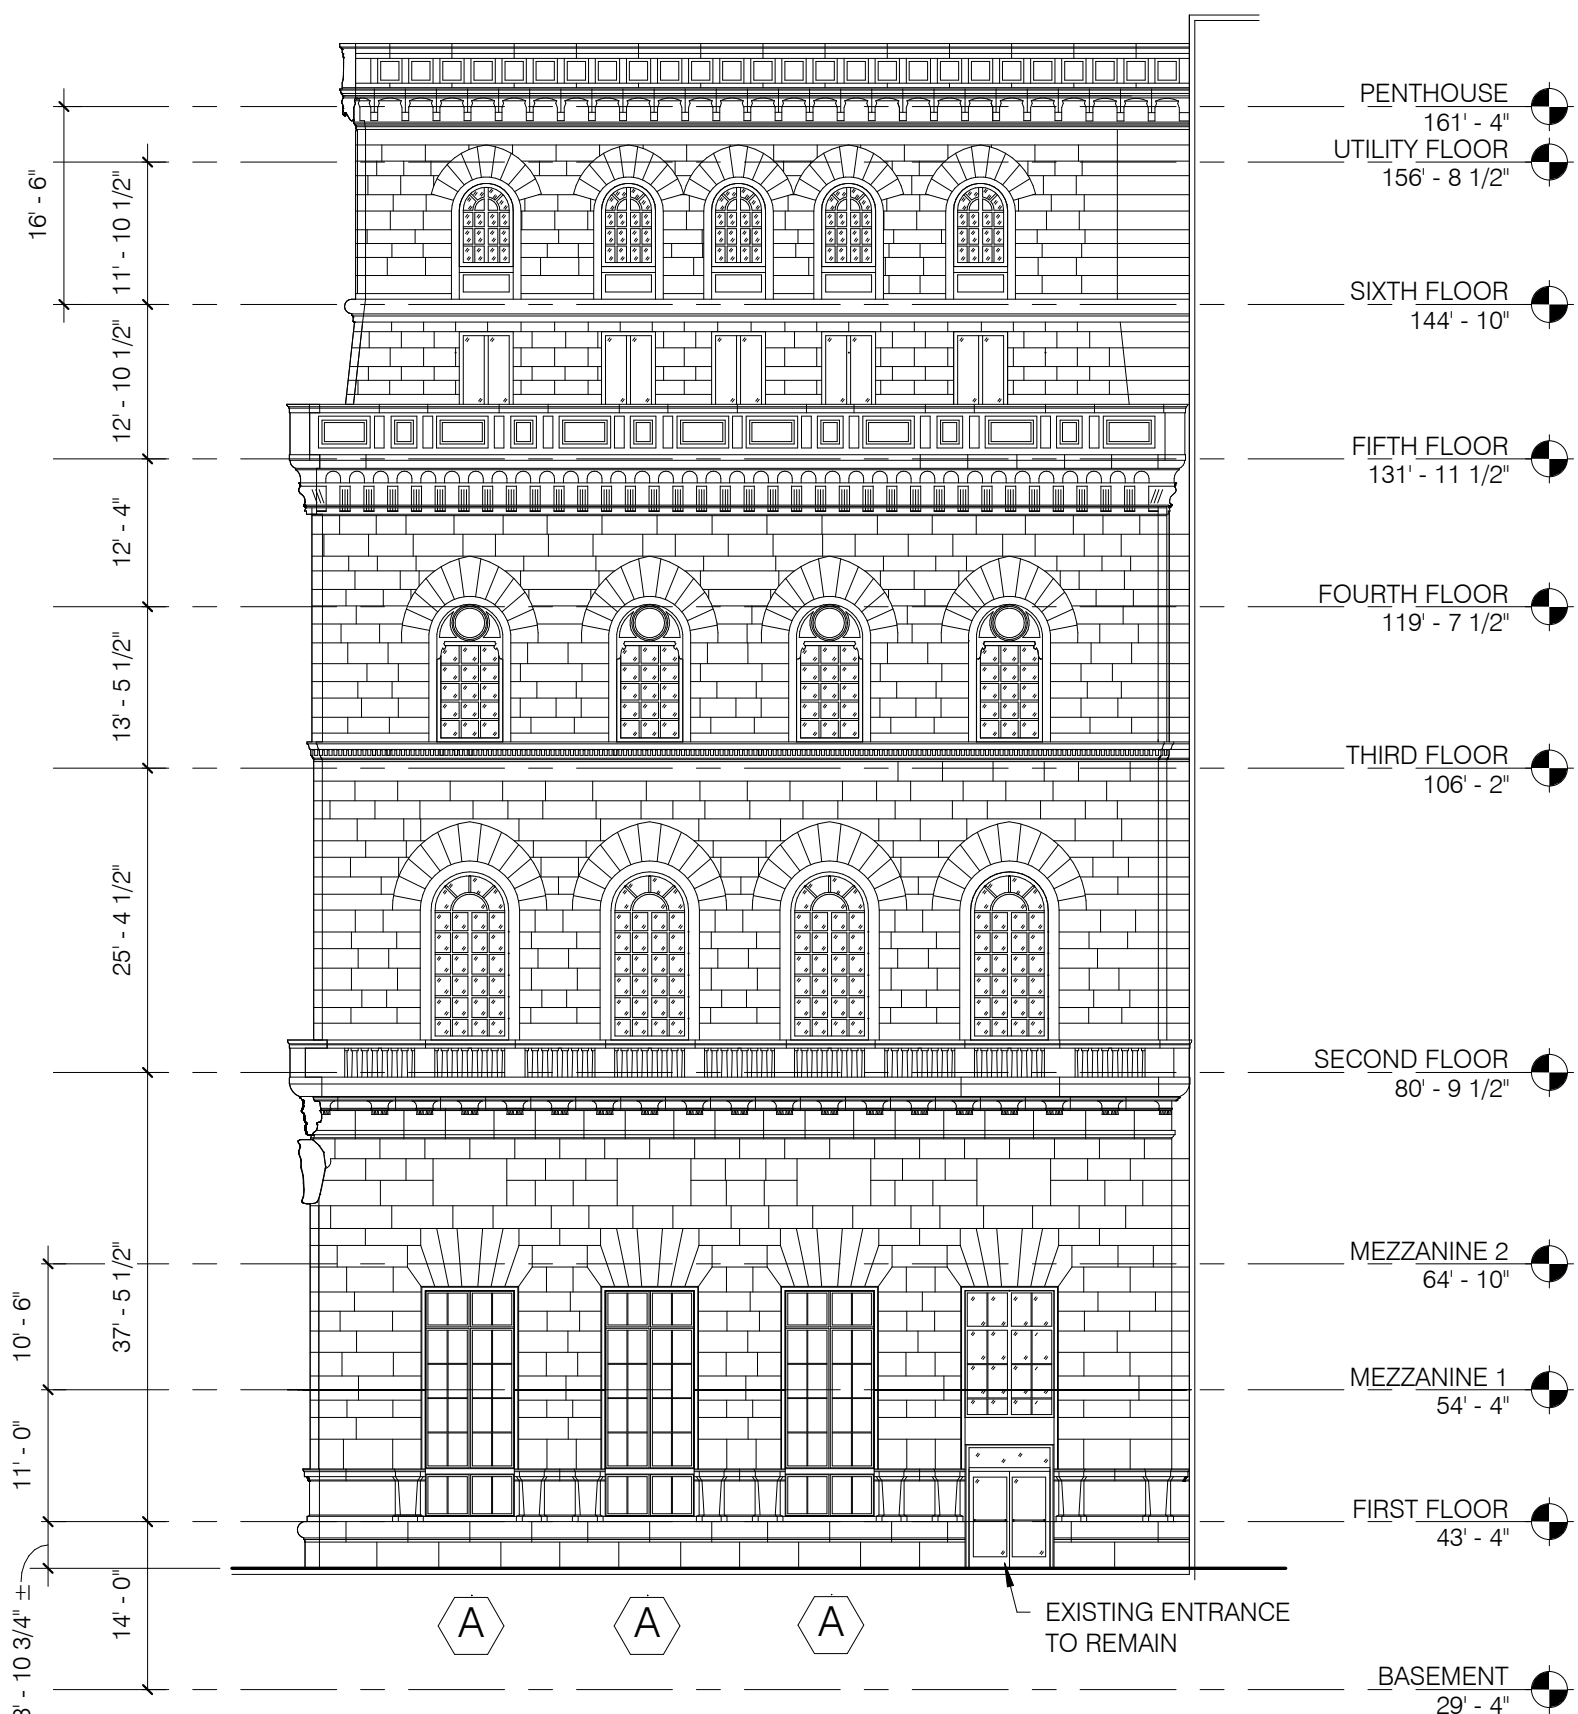 PENTHOUSE
161' - 4"
UTILITY FLOOR
156' - 8 1/2"
SIXTH FLOOR
144' - 10"
FIFTH FLOOR
131' - 11 1/2"
FOURTH FLOOR
119' - 7 1/2"
THIRD FLOOR
106' - 2"
SECOND FLOOR
80' - 9 1/2"
MEZZANINE 2
64' - 10"
MEZZANINE 1
54' - 4"
FIRST FLOOR
43' - 4"
BASEMENT
29' - 4"
16' - 6"
11' - 10 1/2"
12' - 10 1/2"
12' - 4"
13' - 5 1/2"
25' - 4 1/2"
37' - 5 1/2"
14' - 0"
10' - 6"
11' - 0"
3' - 10 3/4" ±
A
A
A
EXISTING ENTRANCE
TO REMAIN